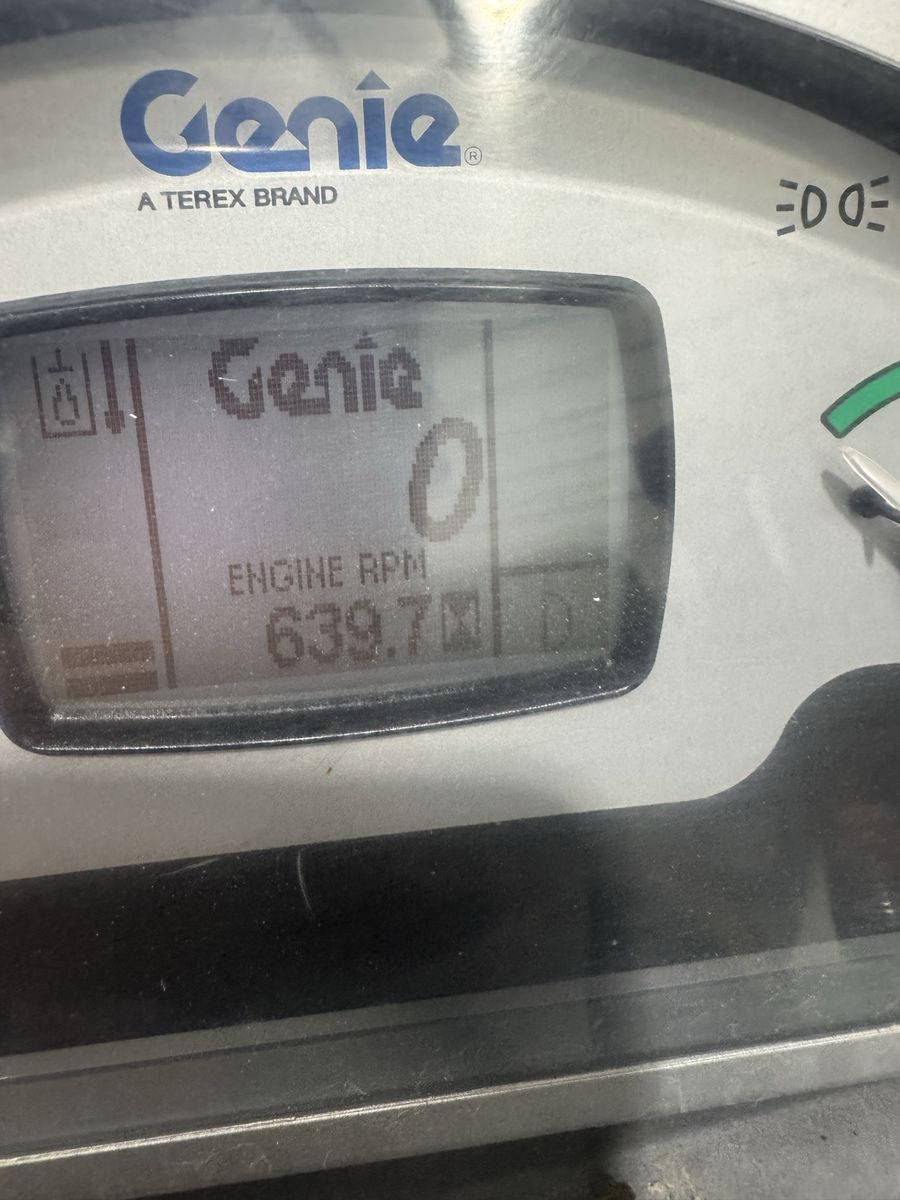 Genie®
A TEREX BRAND
Genie
0
ENGINE RPM
639.7
D